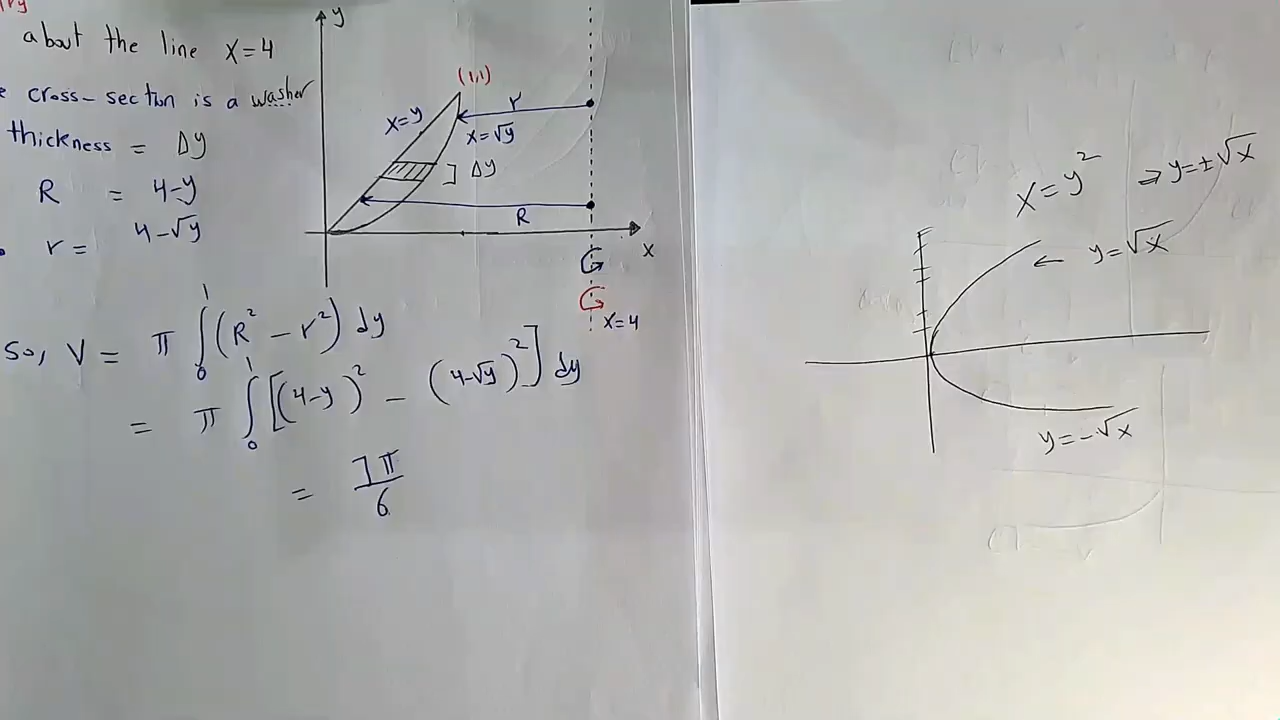 about the line x=4
cross-section is a washer
thickness = Δy
R = 4-y
r = 4-√y
So, V = π ∫₀¹ (R² - r²) dy
= π ∫₀¹ [(4-y)² - (4-√y)²] dy
= 7π/6
y
(1,1)
x=y
r
x=√y
] Δy
R
x
x=4
x=y² ⇒ y=±√x
← y=√x
y=-√x